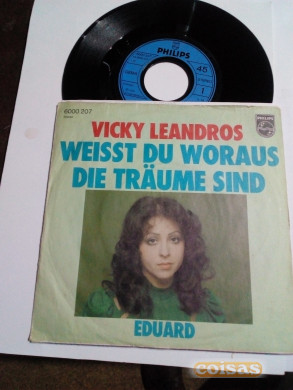 PHILIPS
45
6000 207
PHILIPS
VICKY LEANDROS
WEISST DU WORAUS
DIE TRÄUME SIND
EDUARD
coisas